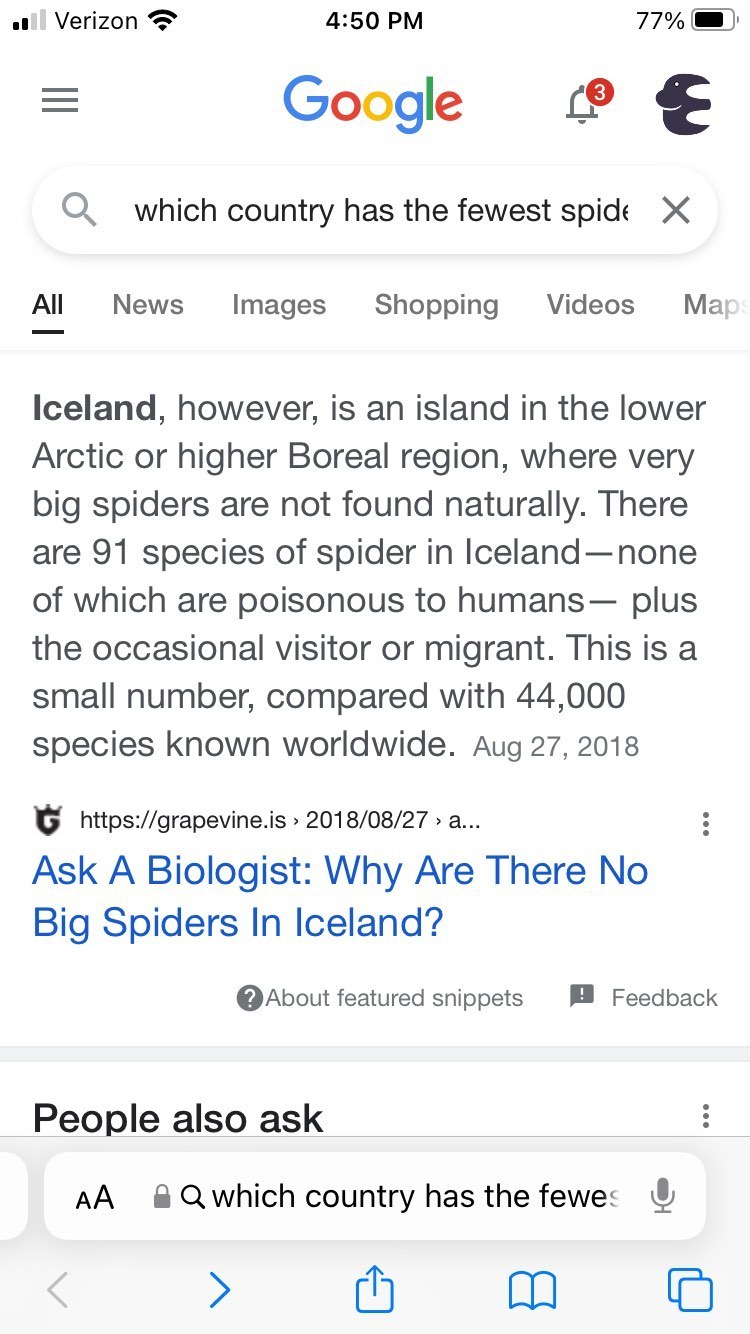 Verizon 4:50 PM 77%
Google 3
which country has the fewest spide
All News Images Shopping Videos Maps
Iceland, however, is an island in the lower
Arctic or higher Boreal region, where very
big spiders are not found naturally. There
are 91 species of spider in Iceland—none
of which are poisonous to humans— plus
the occasional visitor or migrant. This is a
small number, compared with 44,000
species known worldwide. Aug 27, 2018
https://grapevine.is › 2018/08/27 › a...
Ask A Biologist: Why Are There No
Big Spiders In Iceland?
About featured snippets Feedback
People also ask
AA which country has the fewes